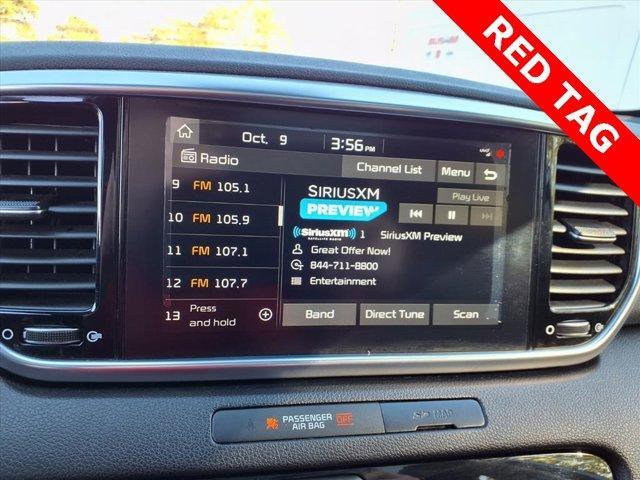 RED TAG
Oct. 9 3:56 PM
Radio Channel List Menu
9 FM 105.1
10 FM 105.9
11 FM 107.1
12 FM 107.7
13 Press and hold
SIRIUSXM
PREVIEW
Play Live
((SiriusXM))
SATELLITE RADIO
1 SiriusXM Preview
Great Offer Now!
844-711-8800
Entertainment
Band Direct Tune Scan
PASSENGER
AIR BAG OFF